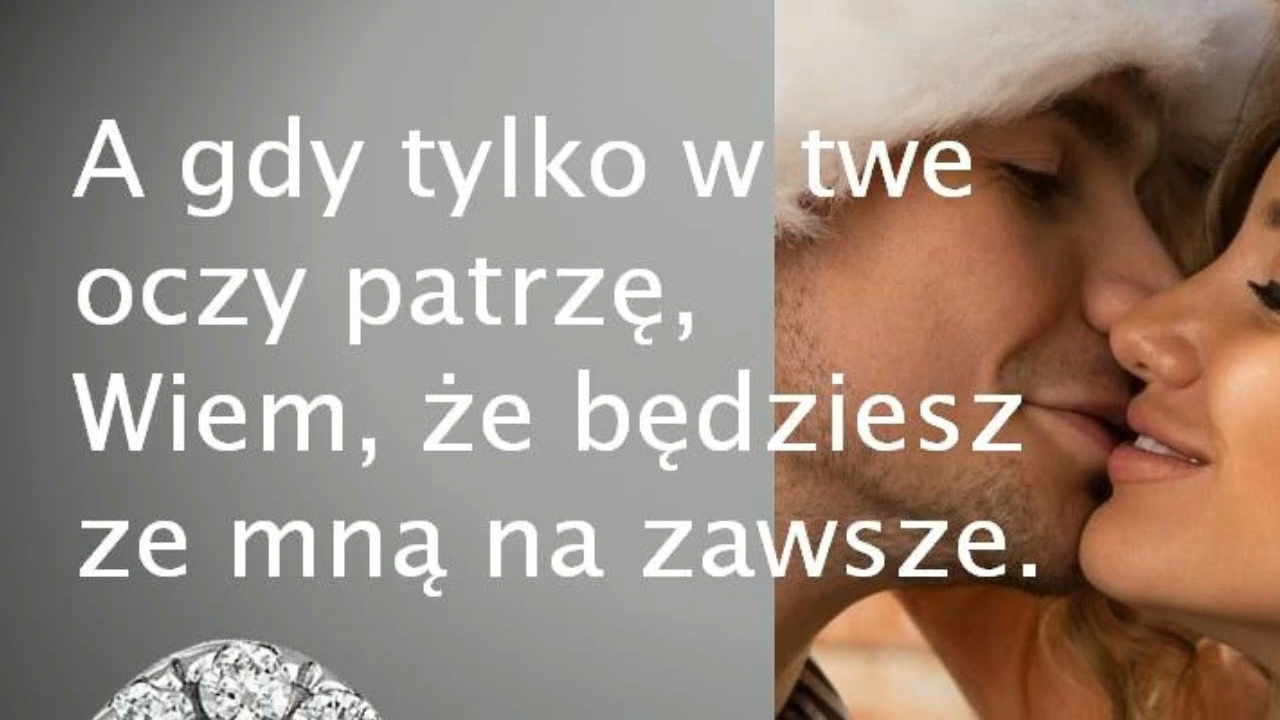 A gdy tylko w twe
oczy patrzę,
Wiem, że będziesz
ze mną na zawsze.